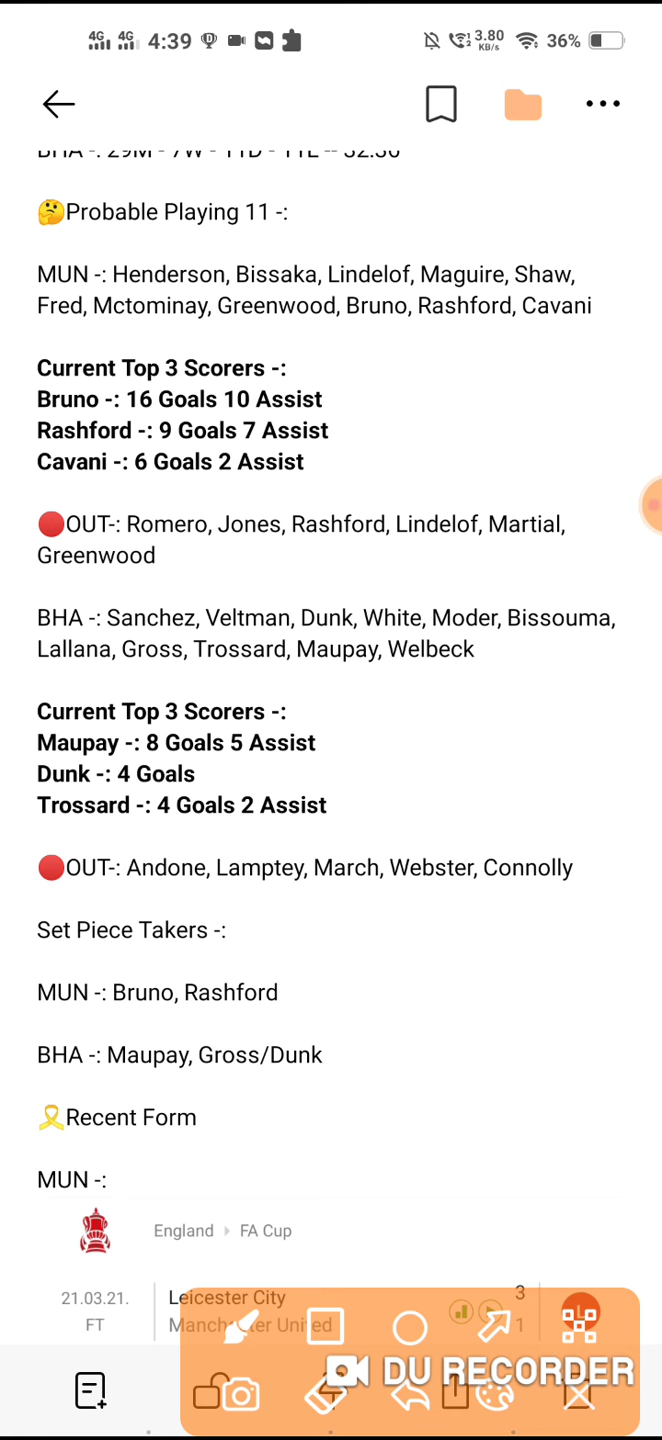 4G 4G 4:39 3.80 KB/s 36%
🤔Probable Playing 11 -:
MUN -: Henderson, Bissaka, Lindelof, Maguire, Shaw,
Fred, Mctominay, Greenwood, Bruno, Rashford, Cavani
Current Top 3 Scorers -:
Bruno -: 16 Goals 10 Assist
Rashford -: 9 Goals 7 Assist
Cavani -: 6 Goals 2 Assist
🔴OUT-: Romero, Jones, Rashford, Lindelof, Martial,
Greenwood
BHA -: Sanchez, Veltman, Dunk, White, Moder, Bissouma,
Lallana, Gross, Trossard, Maupay, Welbeck
Current Top 3 Scorers -:
Maupay -: 8 Goals 5 Assist
Dunk -: 4 Goals
Trossard -: 4 Goals 2 Assist
🔴OUT-: Andone, Lamptey, March, Webster, Connolly
Set Piece Takers -:
MUN -: Bruno, Rashford
BHA -: Maupay, Gross/Dunk
🎗Recent Form
MUN -:
England FA Cup
21.03.21. Leicester City 3
FT Manchester United 1
DU RECORDER